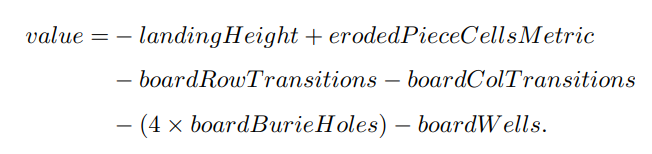 value = − landingHeight + erodedPieceCellsMetric
− boardRowTransitions − boardColTransitions
− (4 × boardBurieHoles) − boardWells.